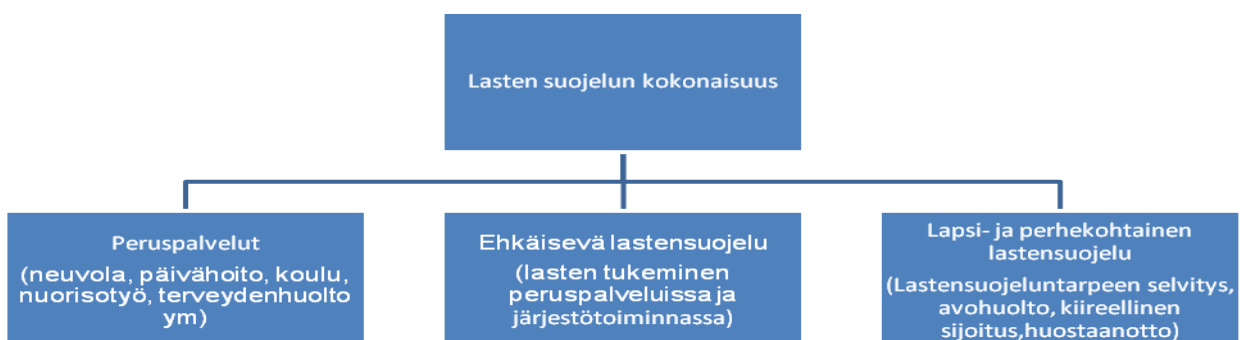 Lasten suojelun kokonaisuus
Peruspalvelut
(neuvola, päivähoito, koulu,
nuorisotyö, terveydenhuolto
ym)
Ehkäisevä lastensuojelu
(lasten tukeminen
peruspalveluissa ja
järjestötoiminnassa)
Lapsi- ja perhekohtainen
lastensuojelu
(Lastensuojeluntarpeen selvitys,
avohuolto, kiireellinen
sijoitus,huostaanotto)